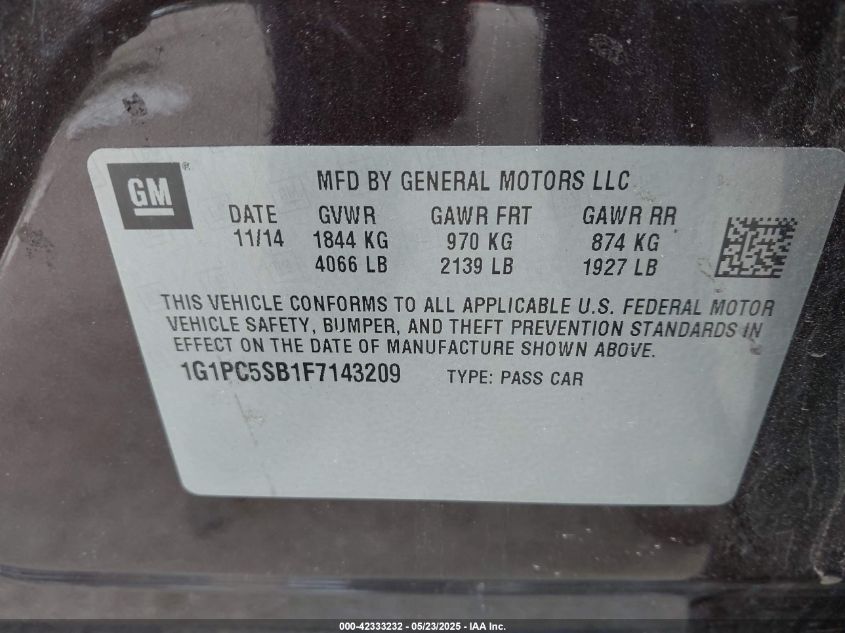 GM ® MFD BY GENERAL MOTORS LLC
DATE GVWR GAWR FRT GAWR RR
11/14 1844 KG 970 KG 874 KG
4066 LB 2139 LB 1927 LB
THIS VEHICLE CONFORMS TO ALL APPLICABLE U.S. FEDERAL MOTOR
VEHICLE SAFETY, BUMPER, AND THEFT PREVENTION STANDARDS IN
EFFECT ON THE DATE OF MANUFACTURE SHOWN ABOVE.
1G1PC5SB1F7143209 TYPE: PASS CAR
000-42333232 - 05/23/2025 - IAA Inc.